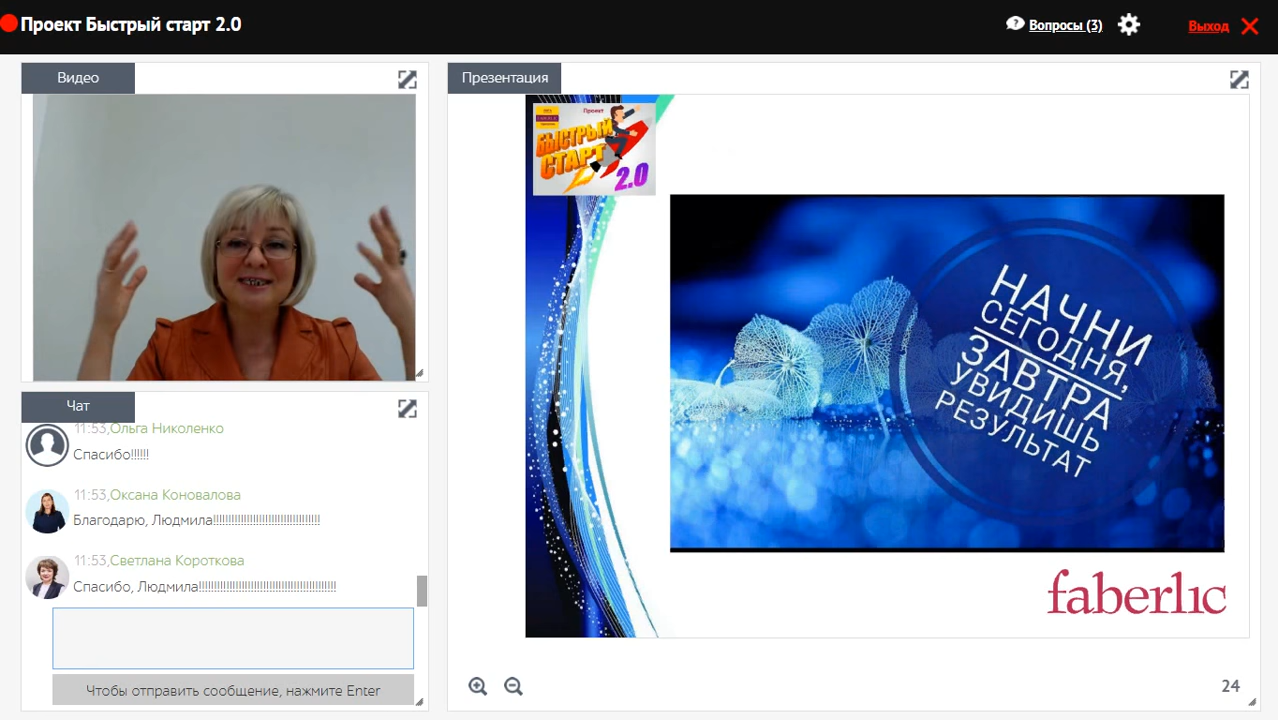 Проект Быстрый старт 2.0
Вопросы (3)
Выход
Видео
Презентация
Проект
БЫСТРЫЙ
СТАРТ
2.0
НАЧНИ
СЕГОДНЯ,
ЗАВТРА
УВИДИШЬ
РЕЗУЛЬТАТ
faberlic
24
Чат
11:53,Ольга Николенко
Спасибо!!!!!!
11:53,Оксана Коновалова
Благодарю, Людмила!!!!!!!!!!!!!!!!!!!!!!!!!!!!!!!!!!!
11:53,Светлана Короткова
Спасибо, Людмила!!!!!!!!!!!!!!!!!!!!!!!!!!!!!!!!!!!!!!!!!!!!!
Чтобы отправить сообщение, нажмите Enter